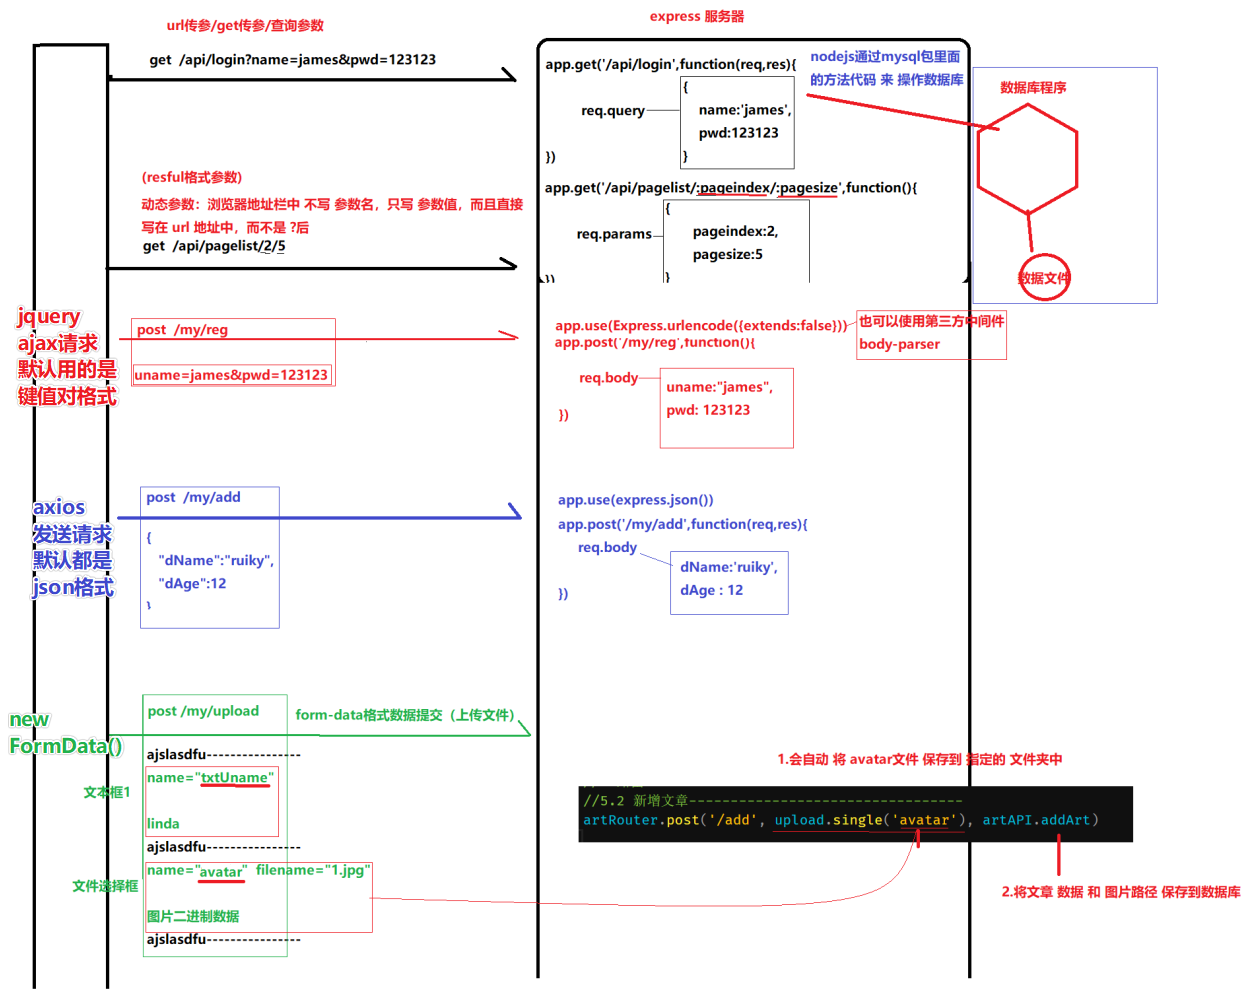 url传参/get传参/查询参数
get  /api/login?name=james&pwd=123123
express 服务器
app.get('/api/login',function(req,res){
req.query
{
name:'james',
pwd:123123
}
})
nodejs通过mysql包里面
的方法代码 来 操作数据库
数据库程序
数据文件
(resful格式参数)
动态参数：浏览器地址栏中 不写 参数名，只写 参数值，而且直接
写在 url 地址中，而不是 ?后
get  /api/pagelist/2/5
app.get('/api/pagelist/:pageindex/:pagesize',function(){
req.params
{
pageindex:2,
pagesize:5
}
})
jquery
ajax请求
默认用的是
键值对格式
post  /my/reg
uname=james&pwd=123123
app.use(Express.urlencode({extends:false}))
app.post('/my/reg',function(){
也可以使用第三方中间件
body-parser
req.body
uname:"james",
pwd: 123123
})
axios
发送请求
默认都是
json格式
post  /my/add
{
"dName":"ruiky",
"dAge":12
}
app.use(express.json())
app.post('/my/add',function(req,res){
req.body
dName:'ruiky',
dAge : 12
})
new
FormData()
post /my/upload
form-data格式数据提交（上传文件）
ajslasdfu-----------------
文本框1
name="txtUname"
linda
ajslasdfu-----------------
文件选择框
name="avatar"  filename="1.jpg"
图片二进制数据
ajslasdfu-----------------
1.会自动 将 avatar文件 保存到 指定的 文件夹中
//5.2 新增文章---------------------------------
artRouter.post('/add', upload.single('avatar'), artAPI.addArt)
2.将文章 数据 和 图片路径 保存到数据库